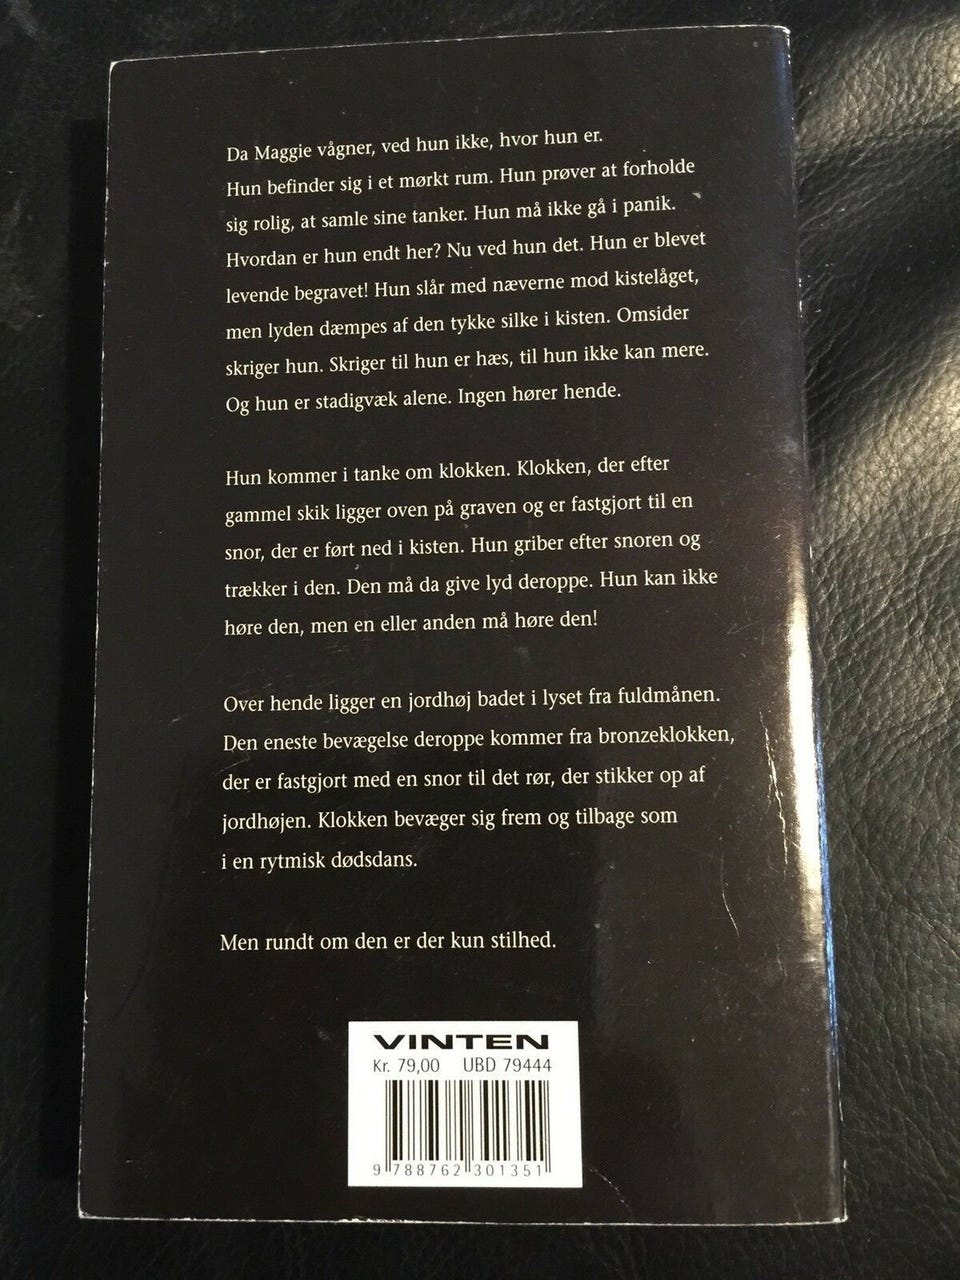 Da Maggie vågner, ved hun ikke, hvor hun er.
Hun befinder sig i et mørkt rum. Hun prøver at forholde
sig rolig, at samle sine tanker. Hun må ikke gå i panik.
Hvordan er hun endt her? Nu ved hun det. Hun er blevet
levende begravet! Hun slår med næverne mod kistelåget,
men lyden dæmpes af den tykke silke i kisten. Omsider
skriger hun. Skriger til hun er hæs, til hun ikke kan mere.
Og hun er stadigvæk alene. Ingen hører hende.
Hun kommer i tanke om klokken. Klokken, der efter
gammel skik ligger oven på graven og er fastgjort til en
snor, der er ført ned i kisten. Hun griber efter snoren og
trækker i den. Den må da give lyd deroppe. Hun kan ikke
høre den, men en eller anden må høre den!
Over hende ligger en jordhøj badet i lyset fra fuldmånen.
Den eneste bevægelse deroppe kommer fra bronzeklokken,
der er fastgjort med en snor til det rør, der stikker op af
jordhøjen. Klokken bevæger sig frem og tilbage som
i en rytmisk dødsdans.
Men rundt om den er der kun stilhed.
VINTEN
Kr. 79,00 UBD 79444
9 788762 301351